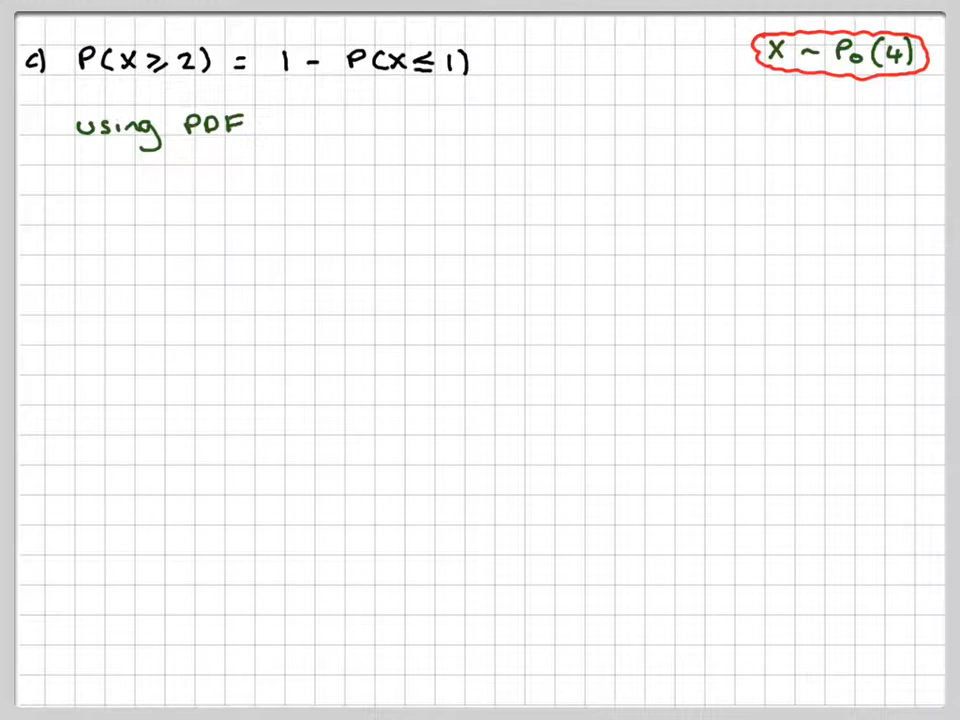 c) P(X ⩾ 2) = 1 - P(X ≤ 1)
X ~ Po(4)
using PDF